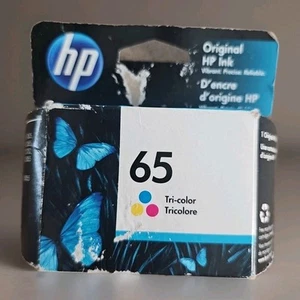 hp
Original
HP Ink
Vibrant. Precise. Reliable.
D'encre
d'origine HP
65
Tri-color
Tricolore